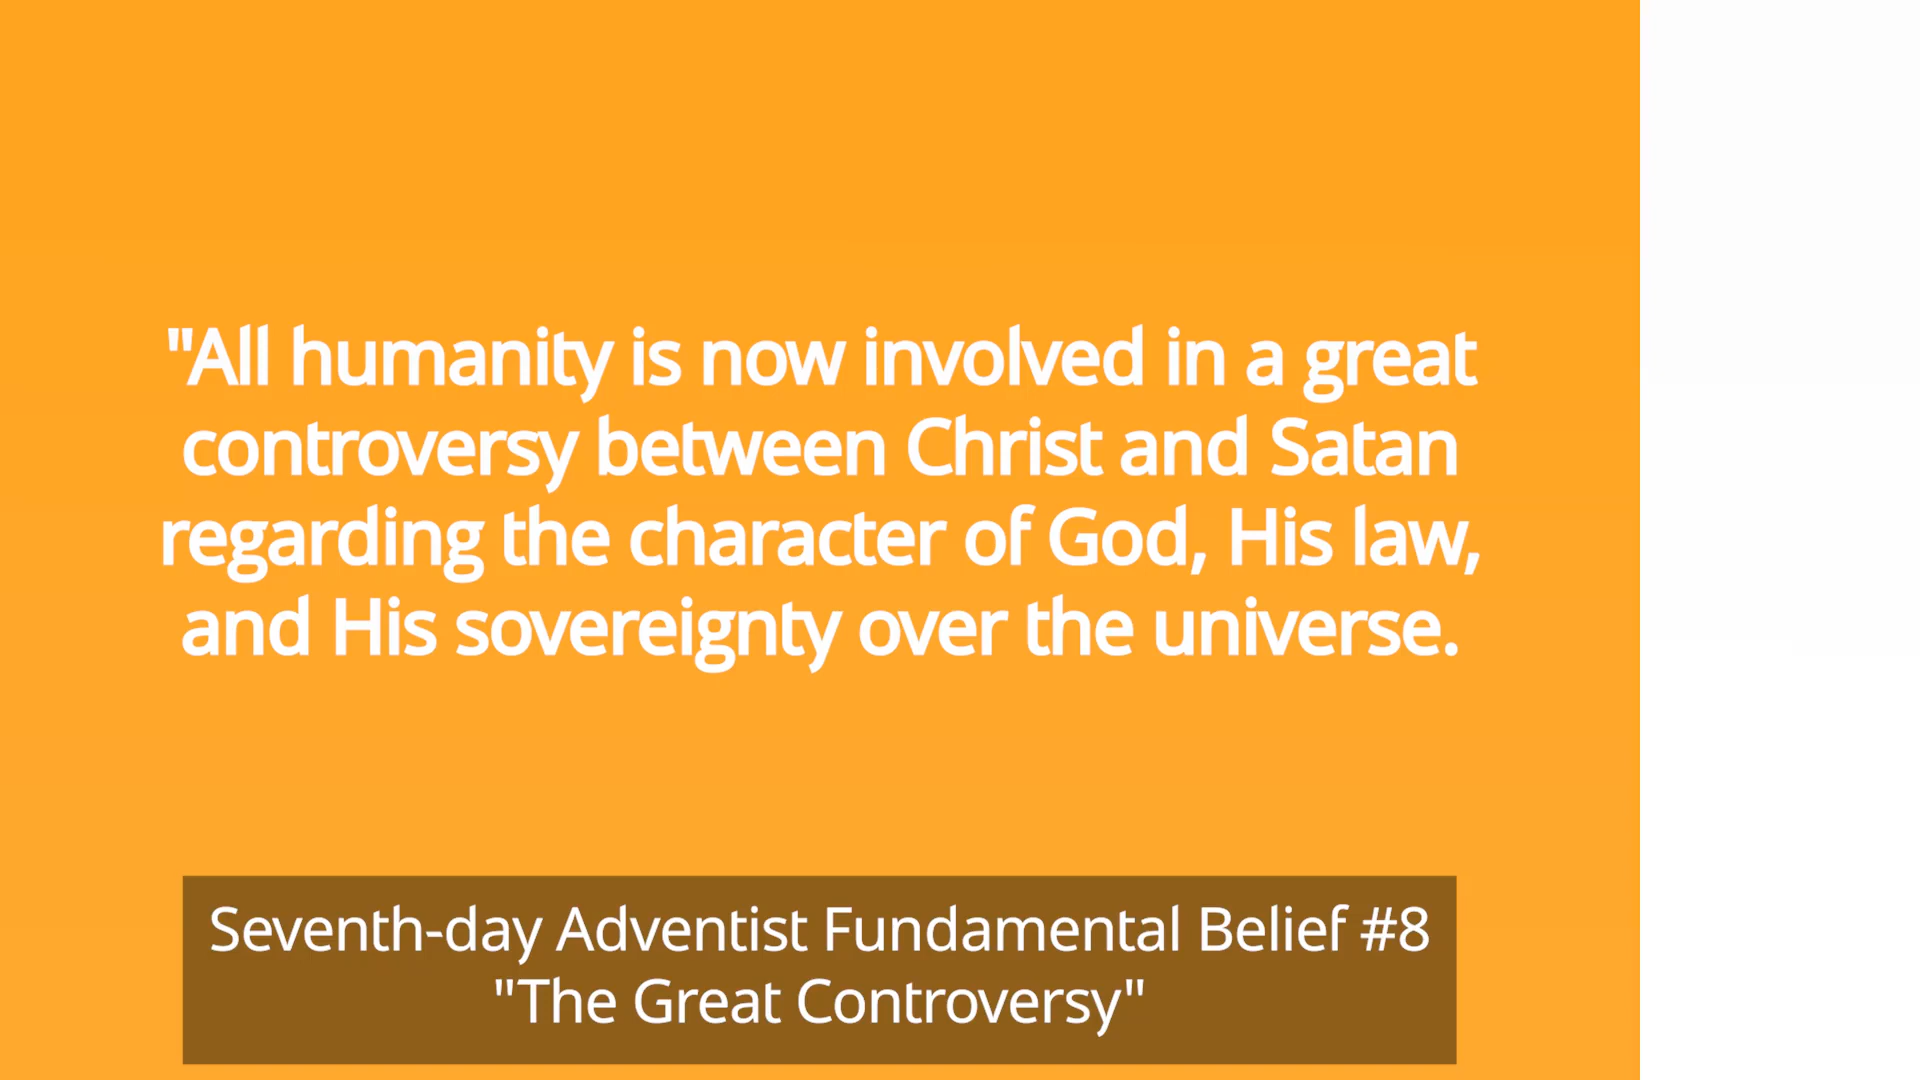 "All humanity is now involved in a great
controversy between Christ and Satan
regarding the character of God, His law,
and His sovereignty over the universe.
Seventh-day Adventist Fundamental Belief #8
"The Great Controversy"